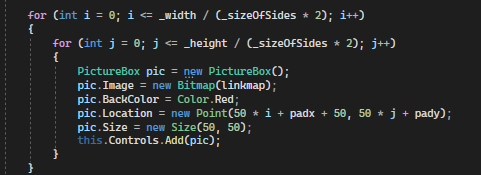 for (int i = 0; i <= _width / (_sizeOfSides * 2); i++)
{
for (int j = 0; j <= _height / (_sizeOfSides * 2); j++)
{
PictureBox pic = new PictureBox();
pic.Image = new Bitmap(linkmap);
pic.BackColor = Color.Red;
pic.Location = new Point(50 * i + padx + 50, 50 * j + pady);
pic.Size = new Size(50, 50);
this.Controls.Add(pic);
}
}